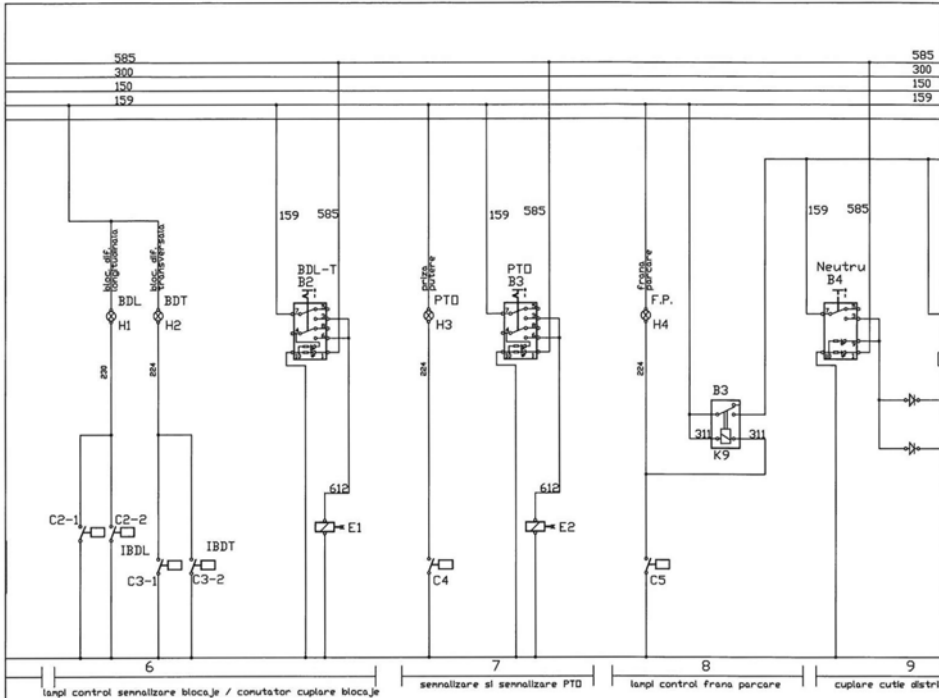 585 585
300 300
150 150
159 159
159 585 159 585 159 585
bloc. dif. longitudinala
bloc. dif. transversala
priza putere
frana parcare
BDL-T PTO Neutru
B2 B3 B4
BDL BDT PTO F.P.
H1 H2 H3 H4
230 224 224 224
B3
311 311
K9
612 612
C2-1 C2-2 E1 E2
IBDL IBDT
C3-1 C3-2 C4 C5
6 7 8 9
lampi control semnalizare blocaje / comutator cuplare blocaje
semnalizare si semnalizare PTO
lampi control frana parcare
cuplare cutie distri